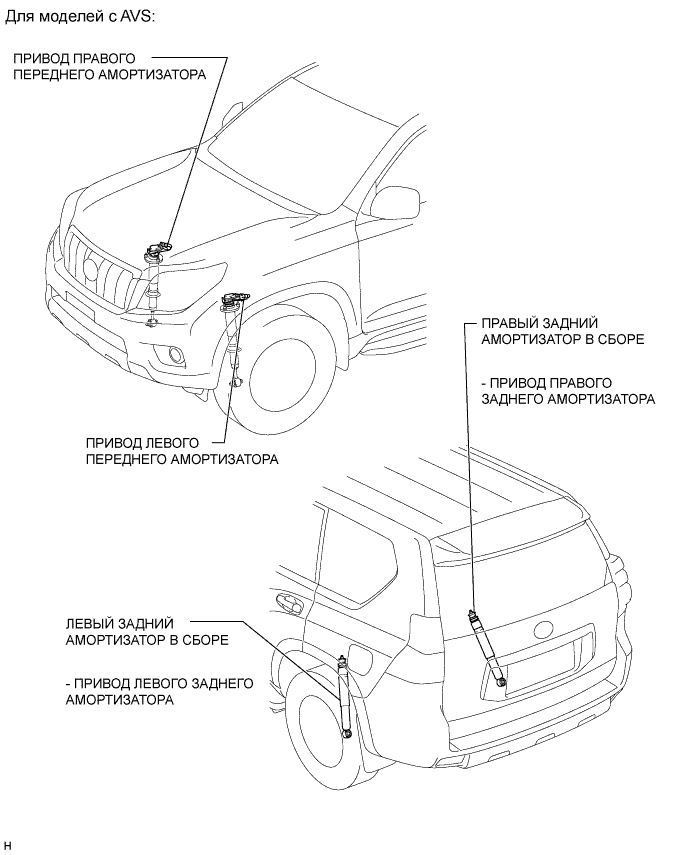 Для моделей с AVS:
ПРИВОД ПРАВОГО
ПЕРЕДНЕГО АМОРТИЗАТОРА
ПРАВЫЙ ЗАДНИЙ
АМОРТИЗАТОР В СБОРЕ
- ПРИВОД ПРАВОГО
ЗАДНЕГО АМОРТИЗАТОРА
ПРИВОД ЛЕВОГО
ПЕРЕДНЕГО АМОРТИЗАТОРА
ЛЕВЫЙ ЗАДНИЙ
АМОРТИЗАТОР В СБОРЕ
- ПРИВОД ЛЕВОГО ЗАДНЕГО
АМОРТИЗАТОРА
Н